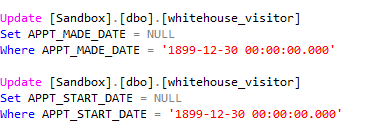 Update [Sandbox].[dbo].[whitehouse_visitor]
Set APPT_MADE_DATE = NULL
Where APPT_MADE_DATE = '1899-12-30 00:00:00.000'
Update [Sandbox].[dbo].[whitehouse_visitor]
Set APPT_START_DATE = NULL
Where APPT_START_DATE = '1899-12-30 00:00:00.000'